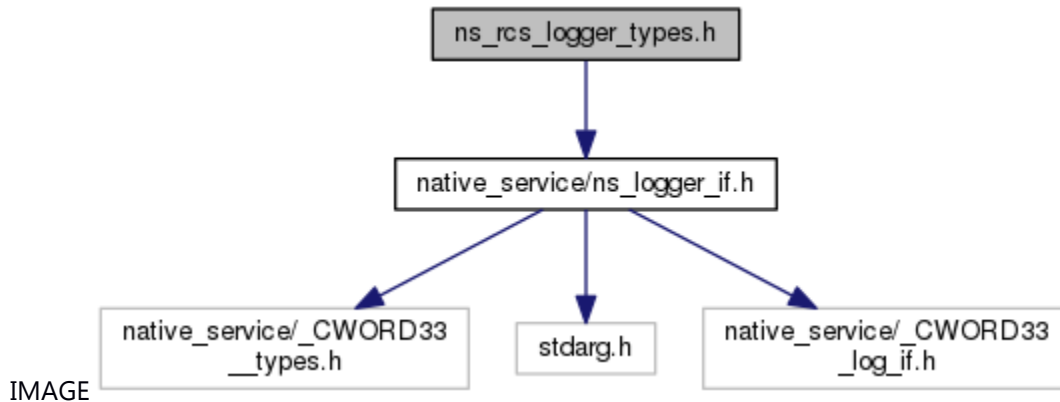 ns_rcs_logger_types.h
native_service/ns_logger_if.h
native_service/_CWORD33
__types.h
stdarg.h
native_service/_CWORD33
_log_if.h
IMAGE